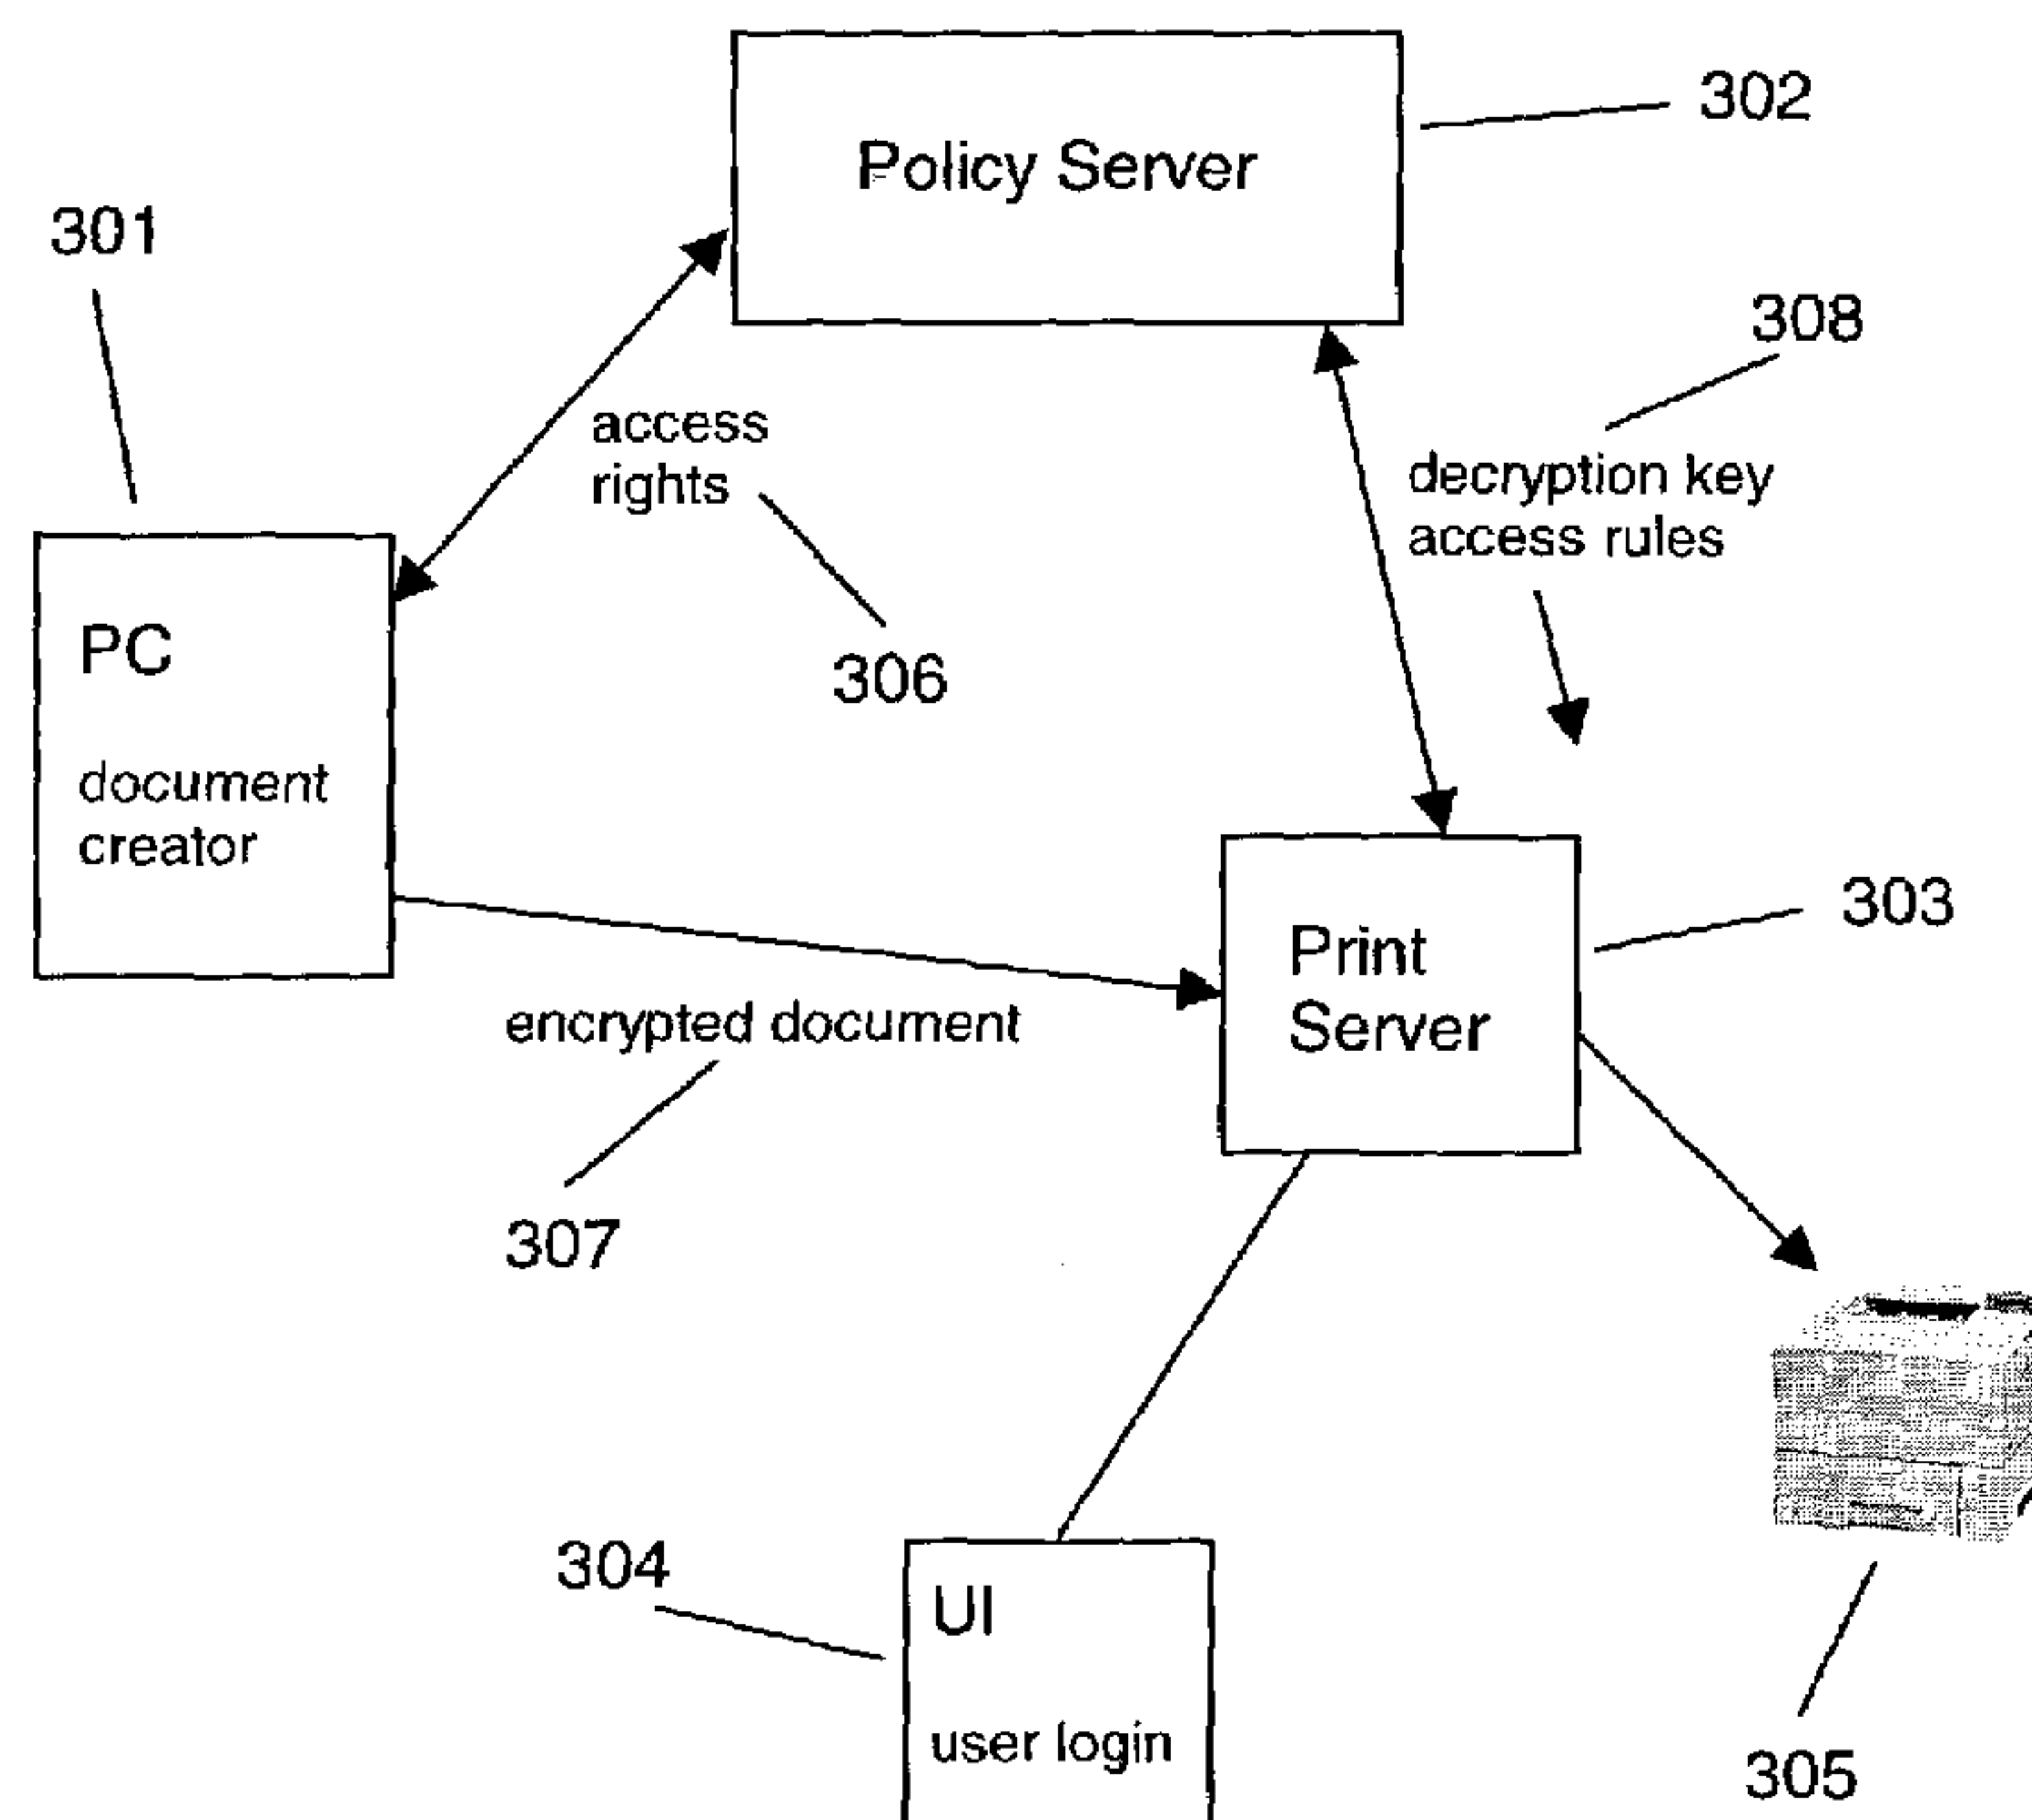 Policy Server
302
301
308
access
rights
decryption key
access rules
306
PC
document
creator
303
Print
Server
encrypted document
307
304
UI
user login
305